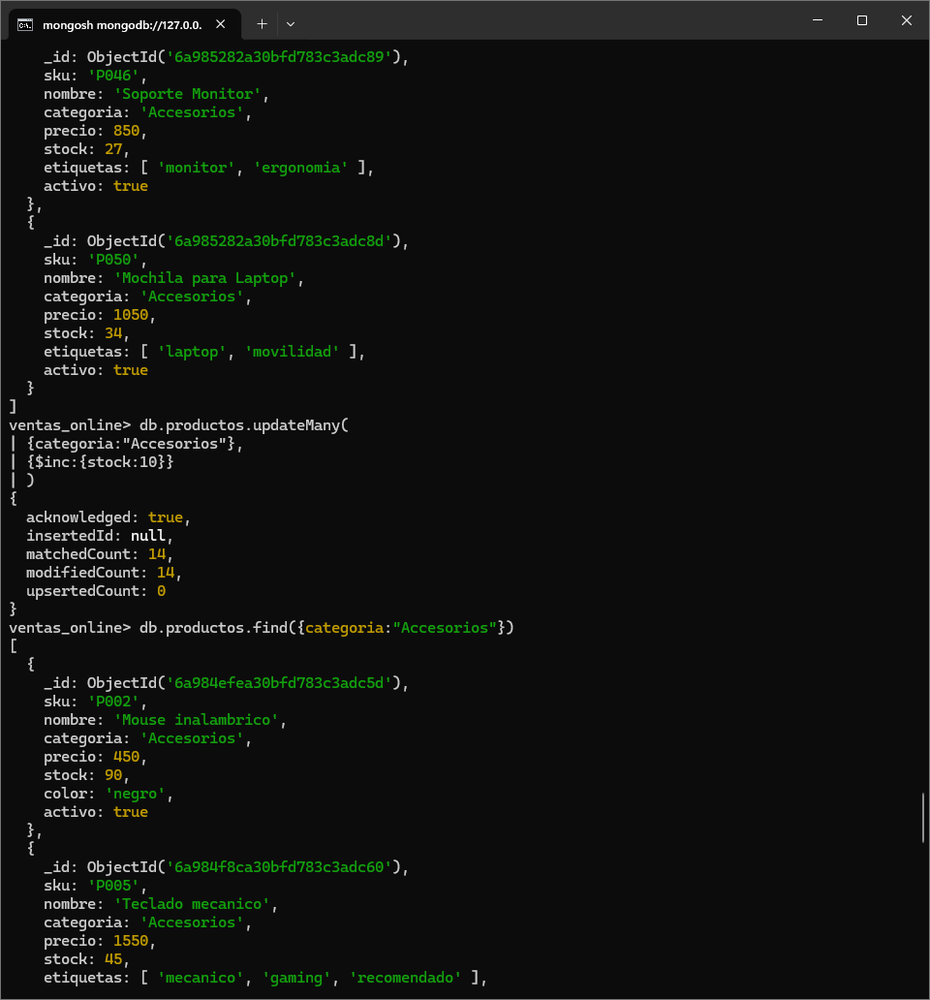 mongosh mongodb://127.0.0.
_id: ObjectId('6a985282a30bfd783c3adc89'),
sku: 'P046',
nombre: 'Soporte Monitor',
categoria: 'Accesorios',
precio: 850,
stock: 27,
etiquetas: [ 'monitor', 'ergonomia' ],
activo: true
},
{
_id: ObjectId('6a985282a30bfd783c3adc8d'),
sku: 'P050',
nombre: 'Mochila para Laptop',
categoria: 'Accesorios',
precio: 1050,
stock: 34,
etiquetas: [ 'laptop', 'movilidad' ],
activo: true
}
]
ventas_online> db.productos.updateMany(
| {categoria:"Accesorios"},
| {$inc:{stock:10}}
| )
{
acknowledged: true,
insertedId: null,
matchedCount: 14,
modifiedCount: 14,
upsertedCount: 0
}
ventas_online> db.productos.find({categoria:"Accesorios"})
[
{
_id: ObjectId('6a984efea30bfd783c3adc5d'),
sku: 'P002',
nombre: 'Mouse inalambrico',
categoria: 'Accesorios',
precio: 450,
stock: 90,
color: 'negro',
activo: true
},
{
_id: ObjectId('6a984f8ca30bfd783c3adc60'),
sku: 'P005',
nombre: 'Teclado mecanico',
categoria: 'Accesorios',
precio: 1550,
stock: 45,
etiquetas: [ 'mecanico', 'gaming', 'recomendado' ],